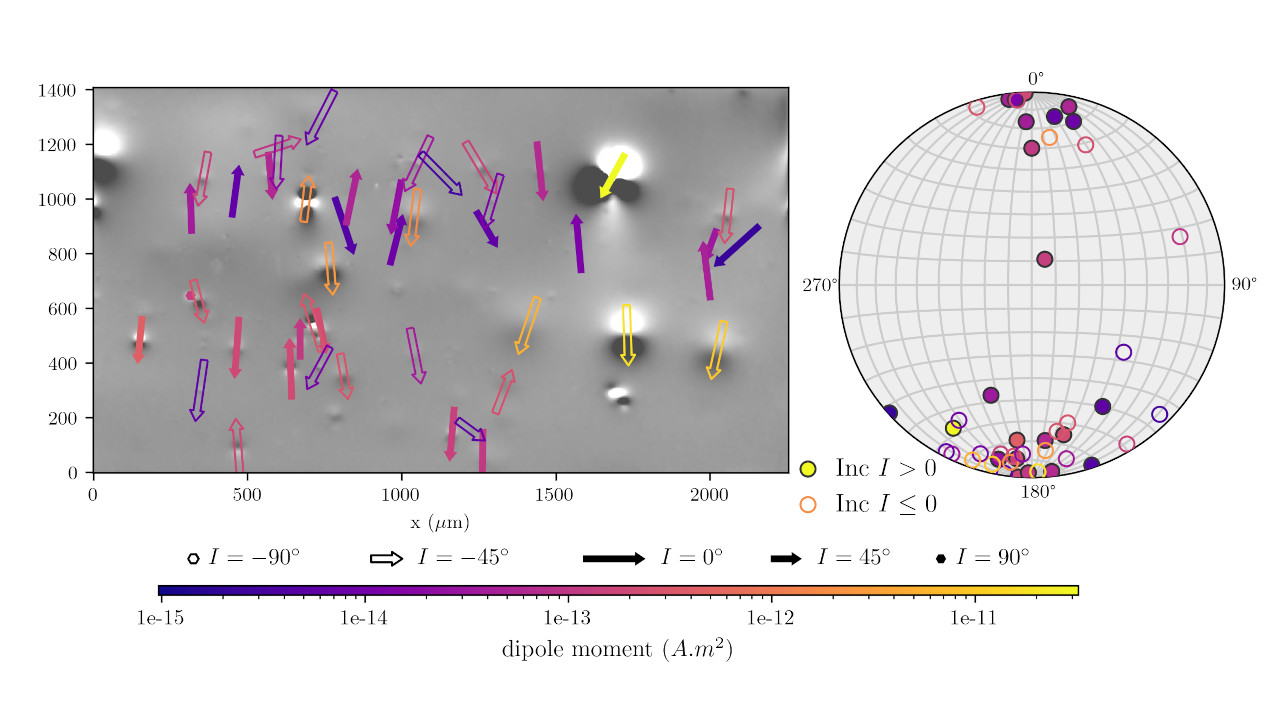 0°
1400
1200
1000
800
600
400
200
0
0 500 1000 1500 2000
x (μm)
270°
90°
180°
Inc I > 0
Inc I ≤ 0
I = −90° I = −45° I = 0° I = 45° I = 90°
1e-15 1e-14 1e-13 1e-12 1e-11
dipole moment (A.m²)